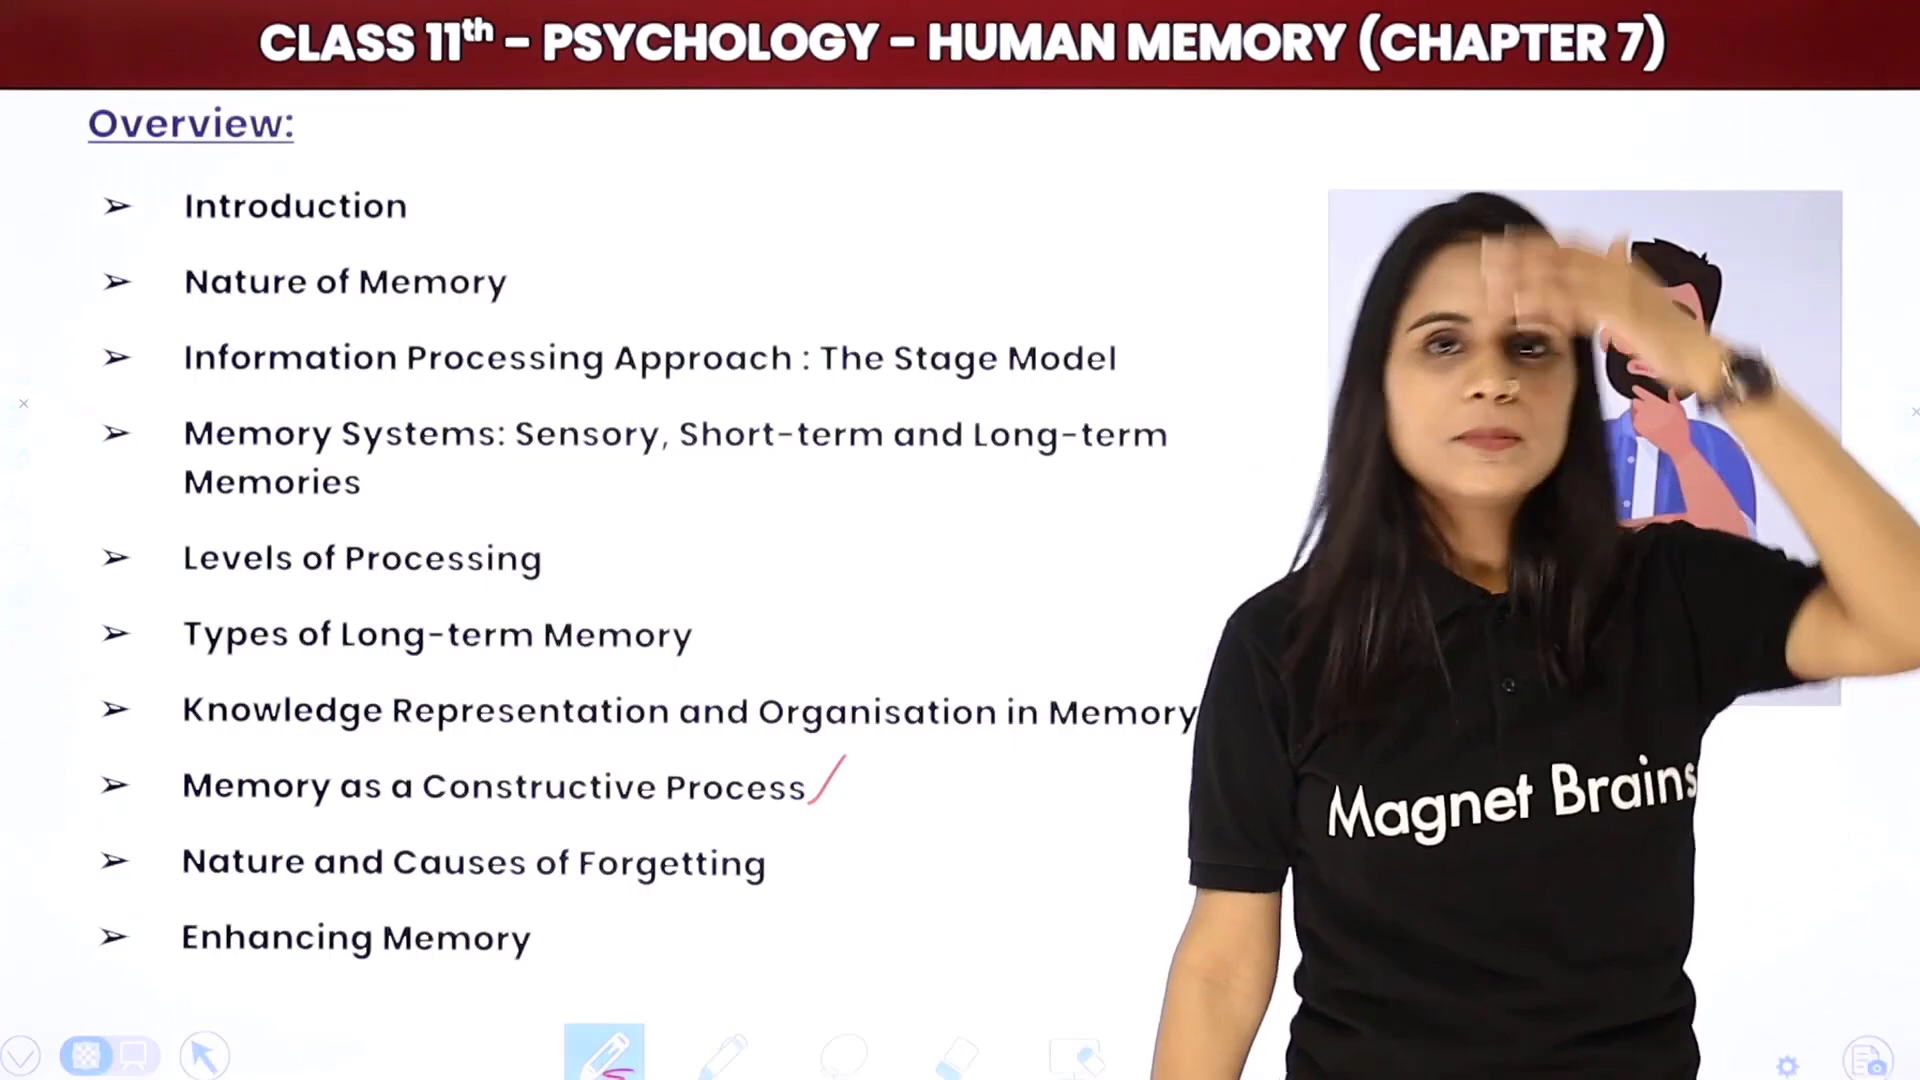 CLASS 11th - PSYCHOLOGY - HUMAN MEMORY (CHAPTER 7)
Overview:
➢ Introduction
➢ Nature of Memory
➢ Information Processing Approach : The Stage Model
➢ Memory Systems: Sensory, Short-term and Long-term
Memories
➢ Levels of Processing
➢ Types of Long-term Memory
➢ Knowledge Representation and Organisation in Memory
➢ Memory as a Constructive Process
➢ Nature and Causes of Forgetting
➢ Enhancing Memory
Magnet Brains